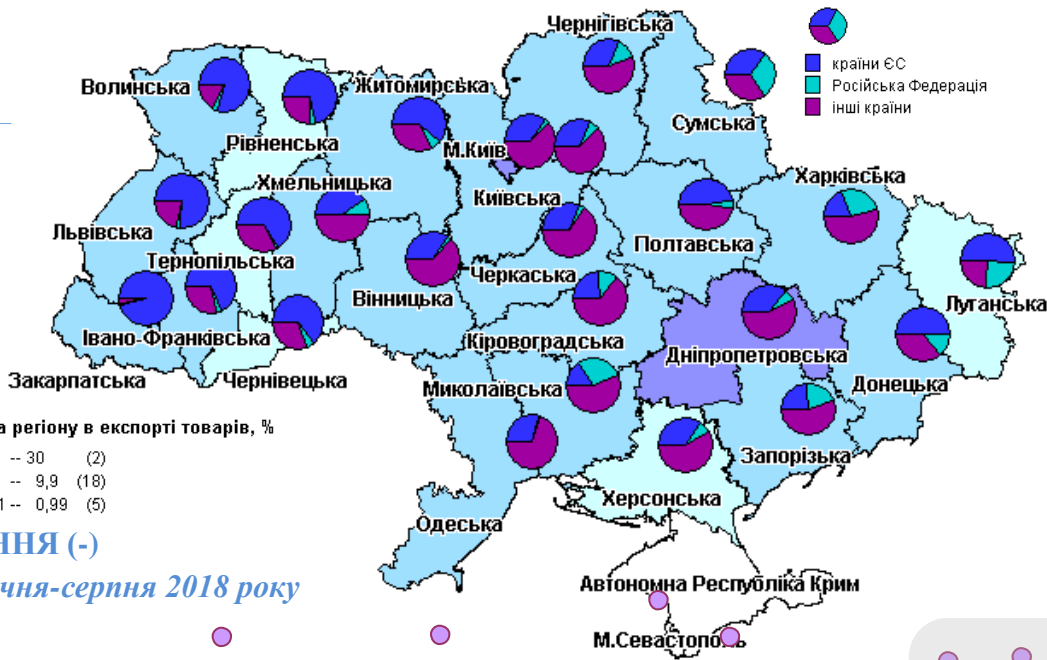 Чернігівська
країни ЄС
Російська Федерація
інші країни
Волинська
Житомирська
Рівненська
Сумська
М.Київ
Харківська
Хмельницька
Київська
Львівська
Полтавська
Тернопільська
Черкаська
Вінницька
Луганська
Івано-Франківська
Кіровоградська
Дніпропетровська
Закарпатська
Чернівецька
Миколаївська
Донецька
а регіону в експорті товарів, %
-- 30 (2)
-- 9,9 (18)
1 -- 0,99 (5)
Запорізька
Херсонська
Одеська
ННЯ (-)
чня-серпня 2018 року
Автономна Республіка Крим
М.Севастополь